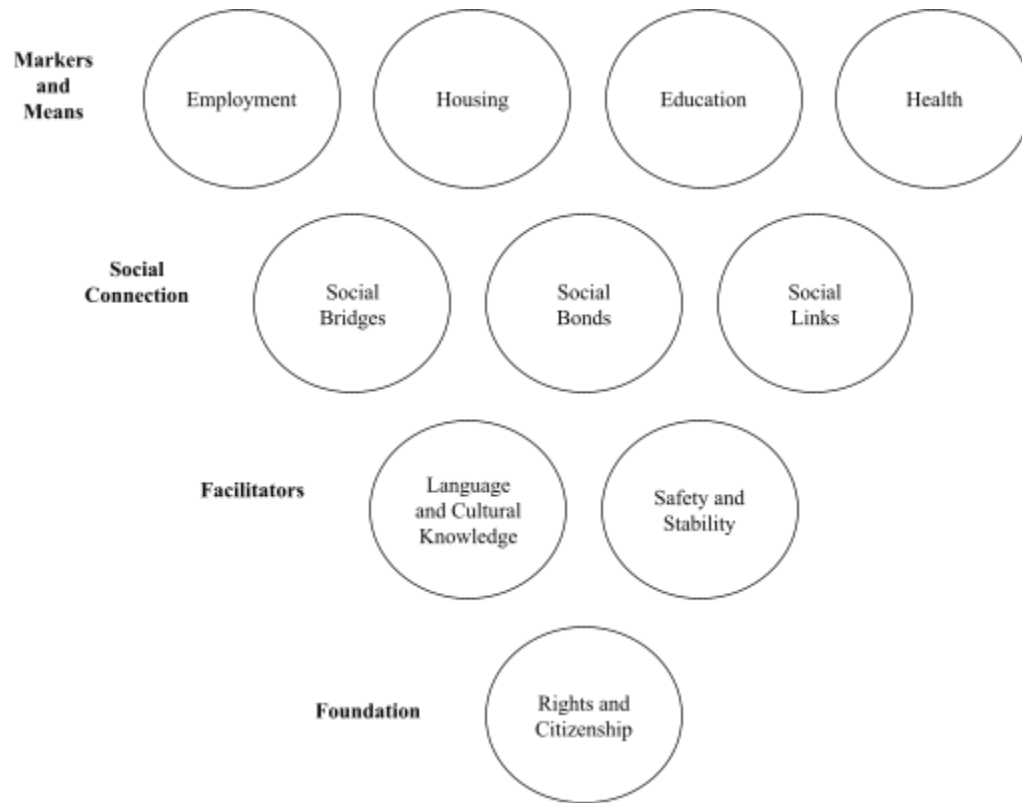 Markers
and
Means
Employment
Housing
Education
Health
Social
Connection
Social
Bridges
Social
Bonds
Social
Links
Facilitators
Language
and Cultural
Knowledge
Safety and
Stability
Foundation
Rights and
Citizenship